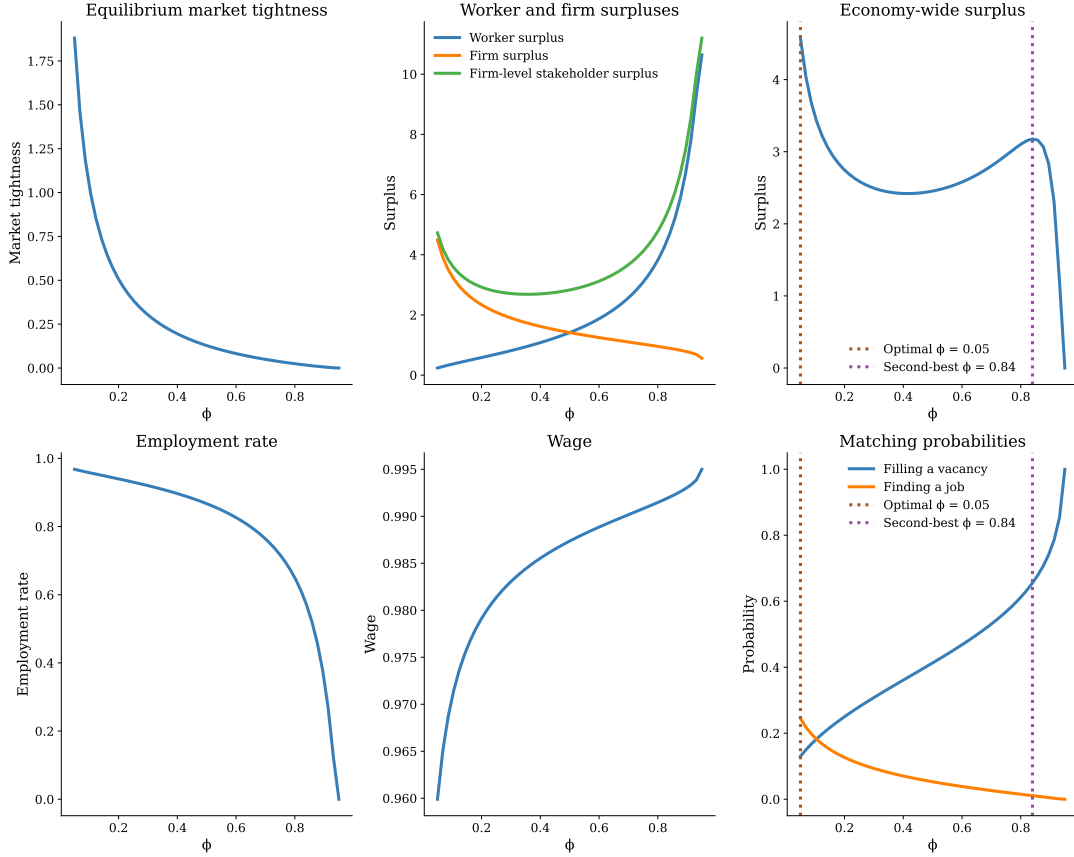 Equilibrium market tightness
Market tightness
1.75
1.50
1.25
1.00
0.75
0.50
0.25
0.00
0.2 0.4 0.6 0.8
ϕ
Worker and firm surpluses
Worker surplus
Firm surplus
Firm-level stakeholder surplus
Surplus
10
8
6
4
2
0
0.2 0.4 0.6 0.8
ϕ
Economy-wide surplus
Surplus
4
3
2
1
0
Optimal ϕ = 0.05
Second-best ϕ = 0.84
0.2 0.4 0.6 0.8
ϕ
Employment rate
Employment rate
1.0
0.8
0.6
0.4
0.2
0.0
0.2 0.4 0.6 0.8
ϕ
Wage
Wage
0.995
0.990
0.985
0.980
0.975
0.970
0.965
0.960
0.2 0.4 0.6 0.8
ϕ
Matching probabilities
Filling a vacancy
Finding a job
Optimal ϕ = 0.05
Second-best ϕ = 0.84
Probability
1.0
0.8
0.6
0.4
0.2
0.0
0.2 0.4 0.6 0.8
ϕ